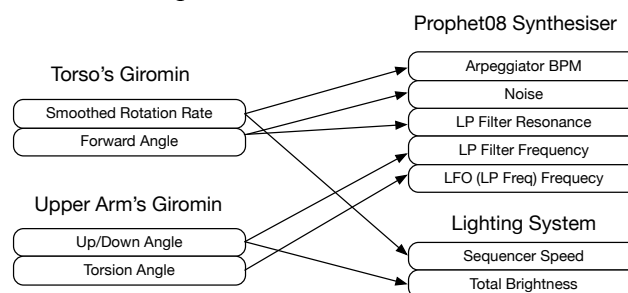 Prophet08 Synthesiser
Torso's Giromin
Arpeggiator BPM
Smoothed Rotation Rate
Noise
Forward Angle
LP Filter Resonance
LP Filter Frequency
LFO (LP Freq) Frequecy
Upper Arm's Giromin
Up/Down Angle
Torsion Angle
Lighting System
Sequencer Speed
Total Brightness